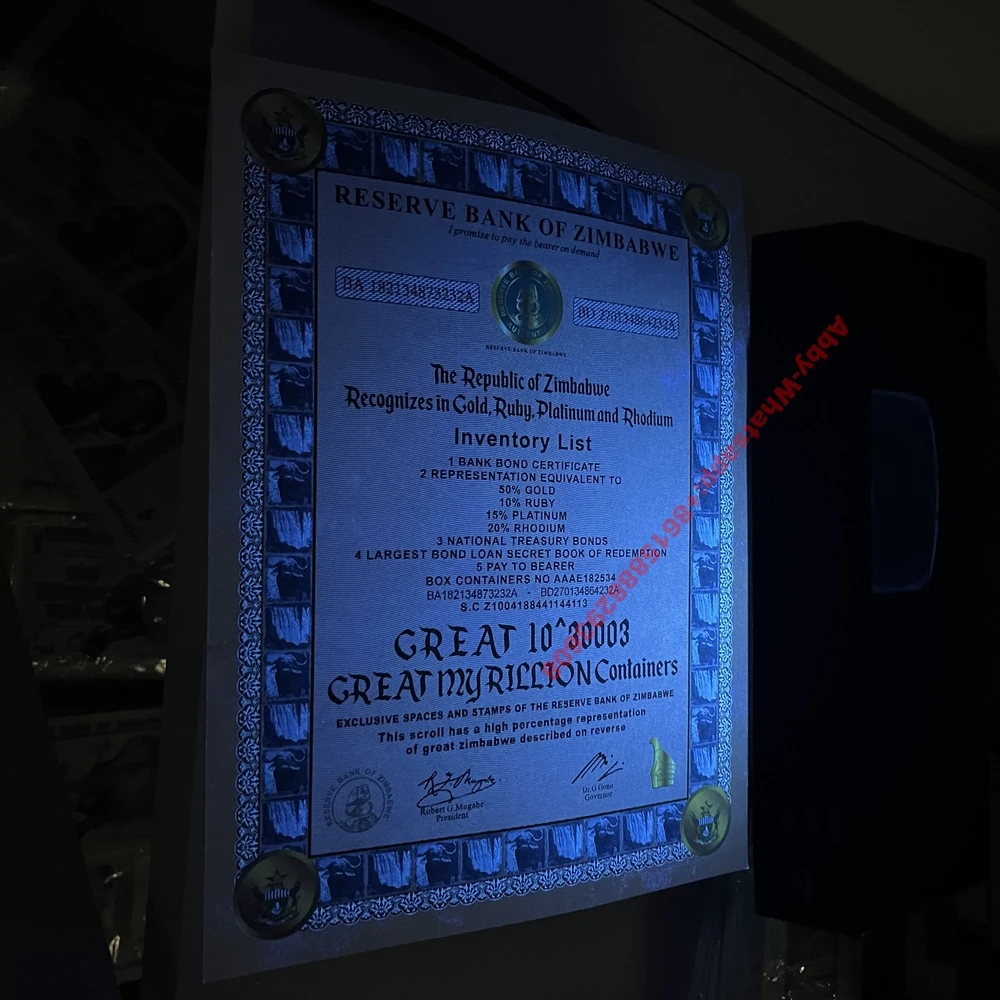 RESERVE BANK OF ZIMBABWE
I promise to pay the bearer on demand
BA 182134873232A
BD 270134864232A
RESERVE BANK OF ZIMBABWE
The Republic of Zimbabwe
Recognizes in Gold, Ruby, Platinum and Rhodium
Inventory List
1 BANK BOND CERTIFICATE
2 REPRESENTATION EQUIVALENT TO
50% GOLD
10% RUBY
15% PLATINUM
20% RHODIUM
3 NATIONAL TREASURY BONDS
4 LARGEST BOND LOAN SECRET BOOK OF REDEMPTION
5 PAY TO BEARER
BOX CONTAINERS NO AAAE182534
BA182134873232A - BD270134864232A
S.C Z1004188441144113
GREAT 10^30003
GREAT MYRILLION Containers
EXCLUSIVE SPACES AND STAMPS OF THE RESERVE BANK OF ZIMBABWE
This scroll has a high percentage representation
of great zimbabwe described on reverse
RESERVE BANK OF ZIMBABWE
Robert G.Mugabe
President
Dr.G Gono
Governor